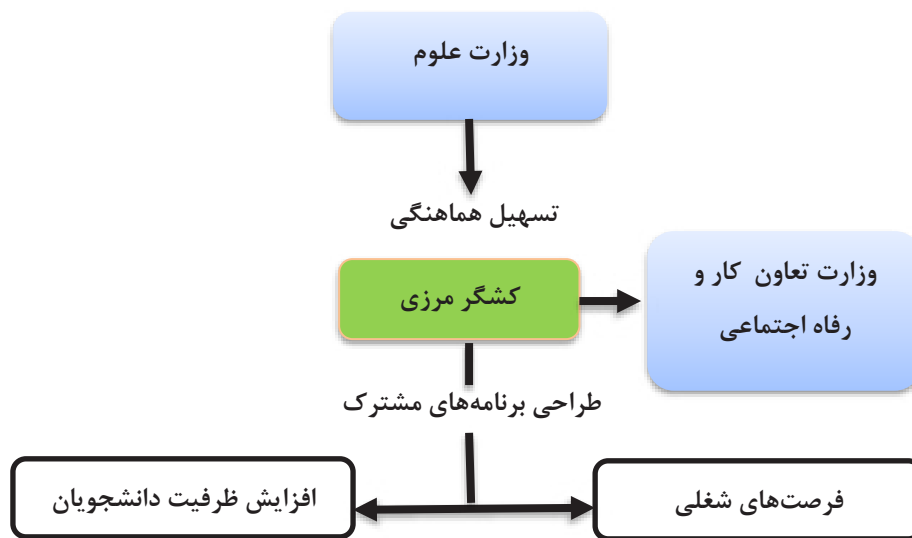 وزارت علوم
تسهیل هماهنگی
وزارت تعاون کار و
رفاه اجتماعی
کشگر مرزی
طراحی برنامه‌های مشترک
فرصت‌های شغلی
افزایش ظرفیت دانشجویان